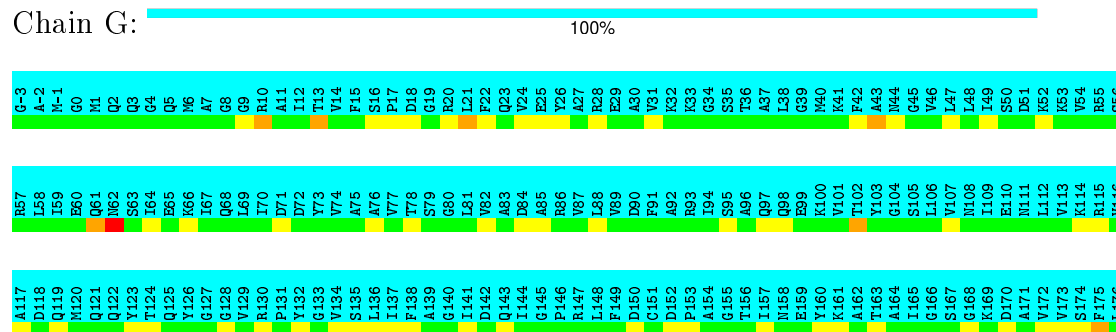 Chain G:
100%
G-3 A-2 M-1 G0 M1 Q2 Q3 G4 Q5 M6 A7 G8 G9 R10 A11 I12 T13 V14 F15 S16 P17 D18 G19 R20 L21 F22 Q23 V24 E25 Y26 A27 R28 E29 A30 V31 K32 K33 G34 S35 T36 A37 L38 G39 M40 K41 F42 A43 N44 G45 V46 L47 L48 I49 S50 D51 K52 K53 V54 R55
R57 L58 I59 E60 Q61 N62 S63 I64 E65 K66 I67 Q68 L69 I70 D71 D72 Y73 V74 A75 A76 V77 T78 S79 G80 L81 V82 A83 D84 A85 R86 V87 L88 V89 D90 F91 A92 R93 I94 S95 A96 Q97 Q98 E99 K100 V101 T102 Y103 G104 S105 L106 V107 N108 I109 E110 N111 L112 V113 K114 R115
A117 D118 Q119 M120 Q121 Q122 Y123 T124 Q125 Y126 G127 G128 V129 R130 P131 Y132 G133 V134 S135 L136 I137 F138 A139 G140 I141 D142 Q143 I144 G145 P146 R147 L148 F149 D150 C151 D152 P153 A154 G155 T156 I157 N158 E159 Y160 K161 A162 T163 A164 I165 G166 S167 G168 K169 D170 A171 V172 V173 S174 F175